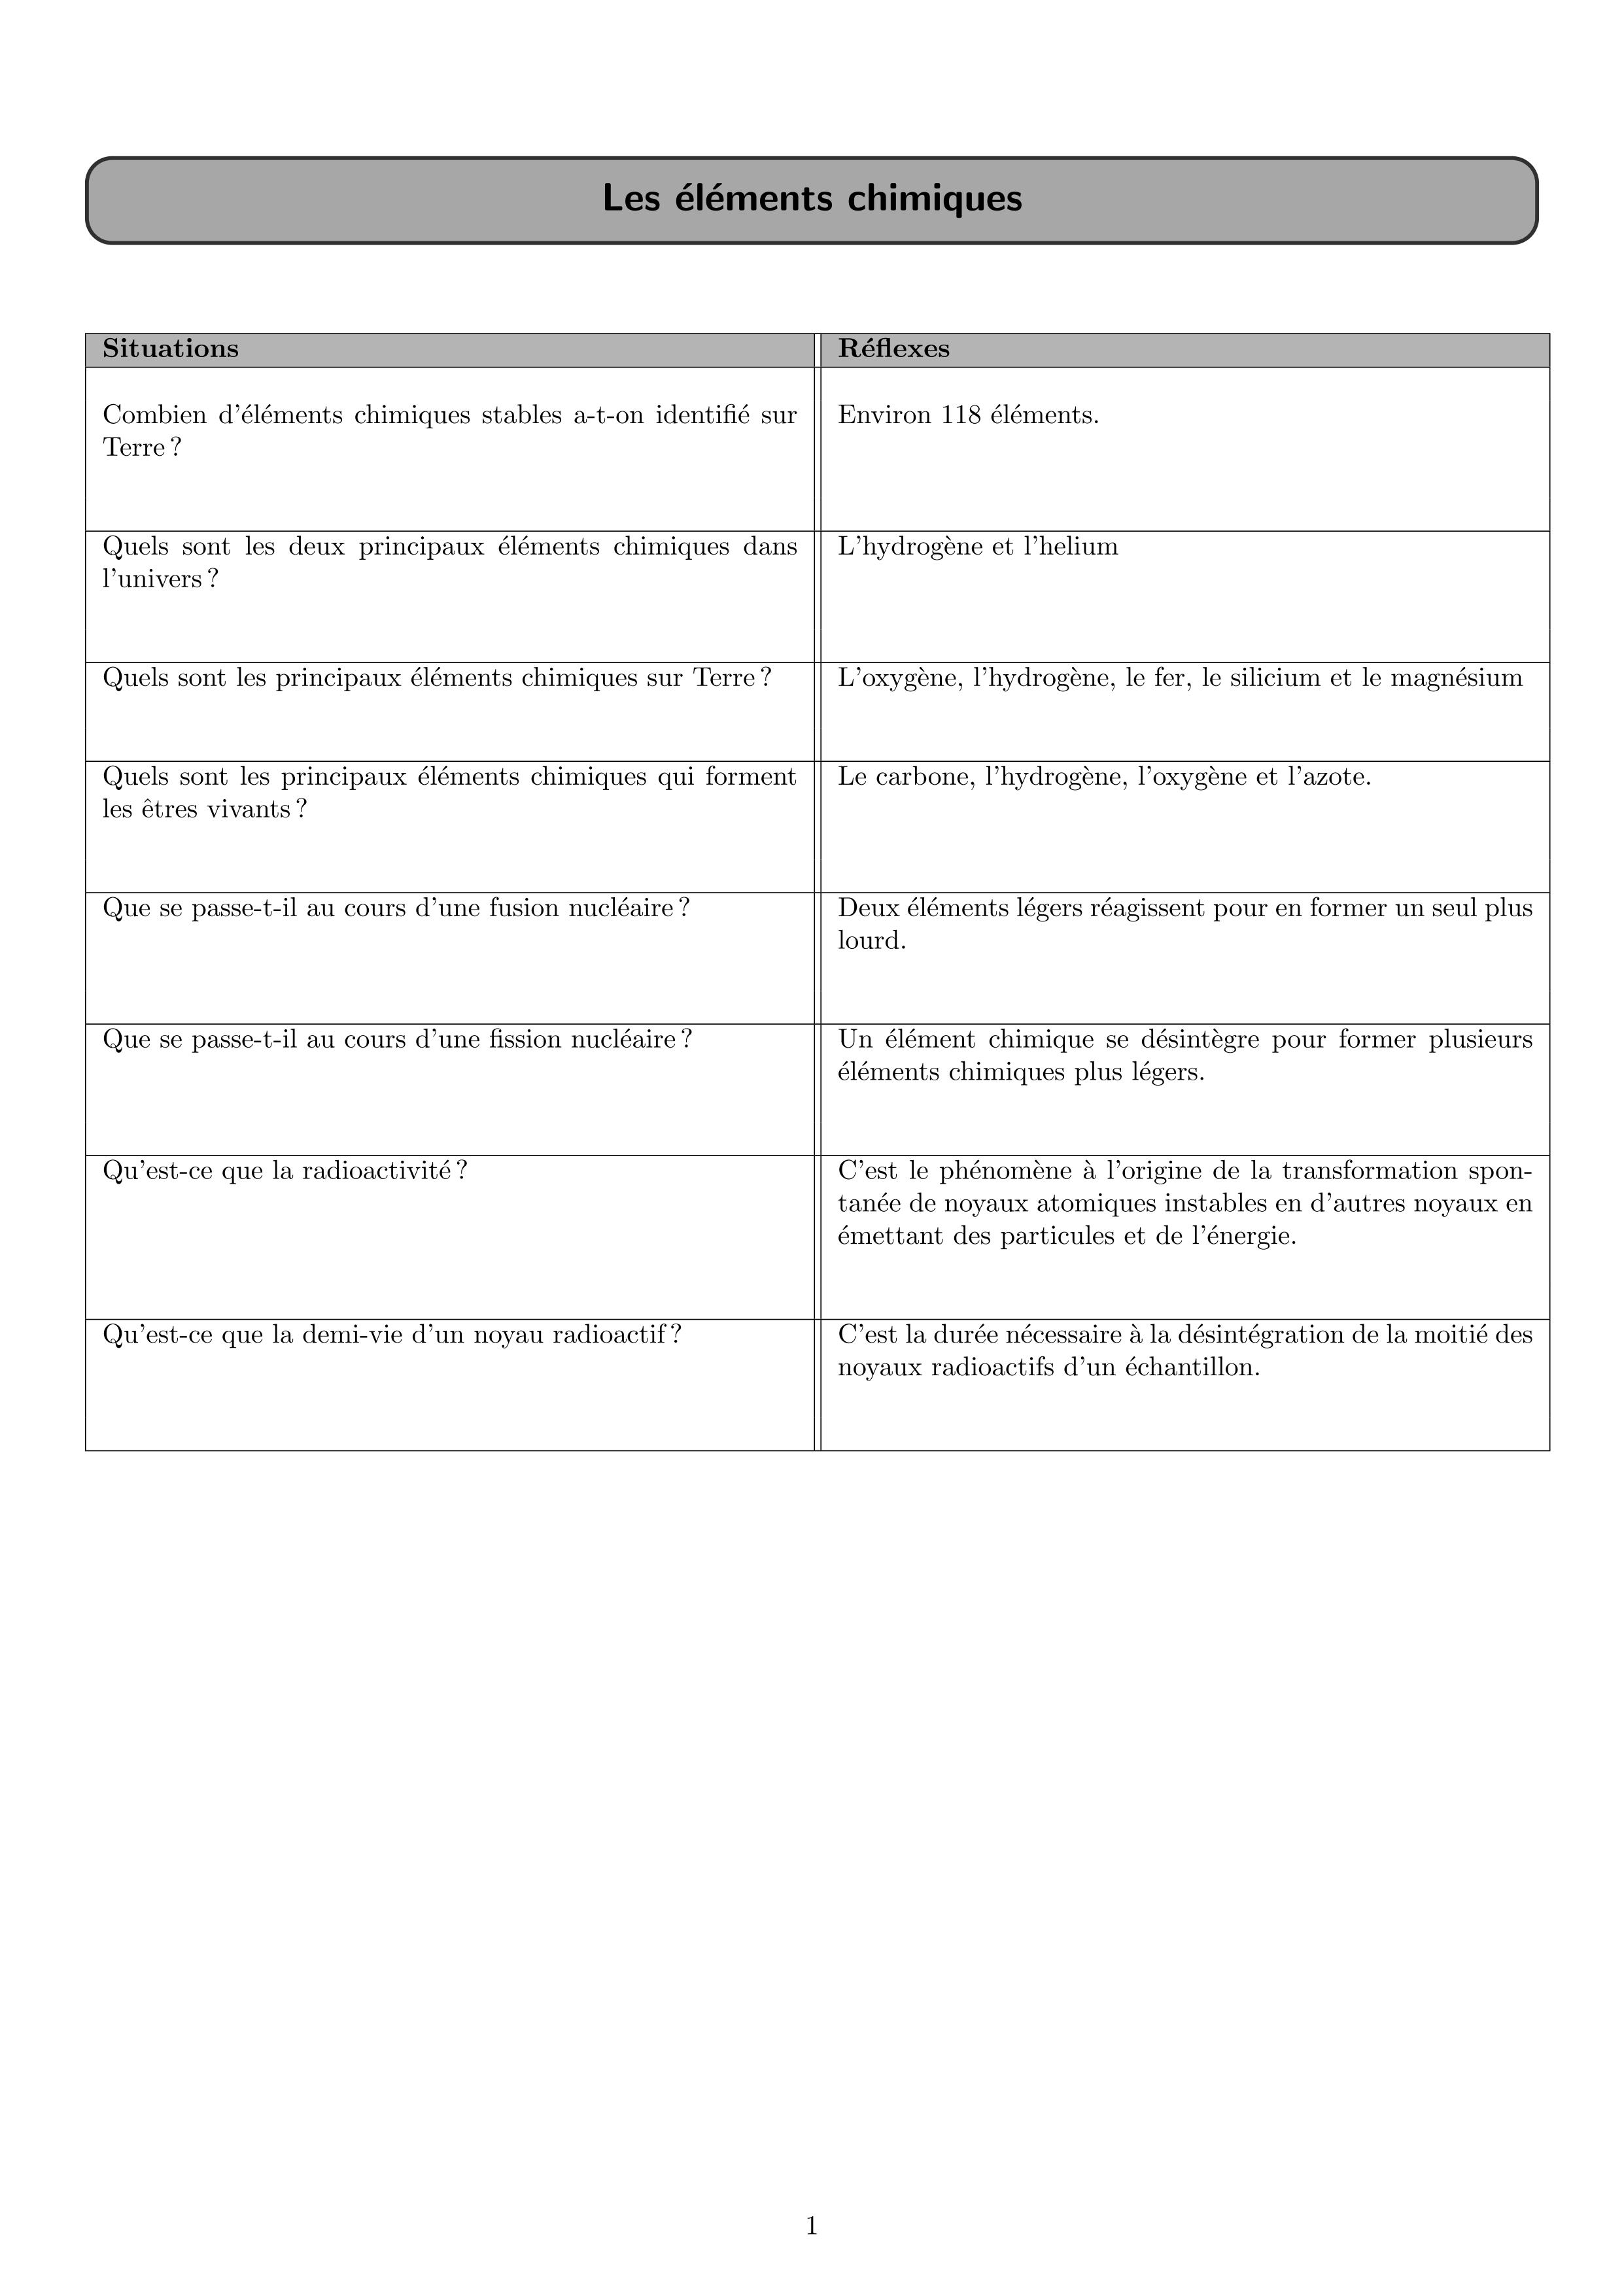 Les éléments chimiques
Situations
Réflexes
Combien d'éléments chimiques stables a-t-on identifié sur
Terre ?
Environ 118 éléments.
Quels sont les deux principaux éléments chimiques dans
l'univers ?
L'hydrogène et l'helium
Quels sont les principaux éléments chimiques sur Terre ?
L'oxygène, l'hydrogène, le fer, le silicium et le magnésium
Quels sont les principaux éléments chimiques qui forment
les êtres vivants ?
Le carbone, l'hydrogène, l'oxygène et l'azote.
Que se passe-t-il au cours d'une fusion nucléaire ?
Deux éléments légers réagissent pour en former un seul plus
lourd.
Que se passe-t-il au cours d'une fission nucléaire ?
Un élément chimique se désintègre pour former plusieurs
éléments chimiques plus légers.
Qu'est-ce que la radioactivité ?
C'est le phénomène à l'origine de la transformation spon-
tanée de noyaux atomiques instables en d'autres noyaux en
émettant des particules et de l'énergie.
Qu'est-ce que la demi-vie d'un noyau radioactif ?
C'est la durée nécessaire à la désintégration de la moitié des
noyaux radioactifs d'un échantillon.
1